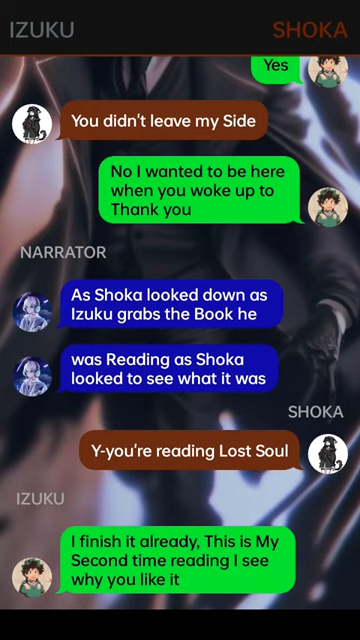 IZUKU SHOKA
Yes
You didn't leave my Side
No I wanted to be here
when you woke up to
Thank you
NARRATOR
As Shoka looked down as
Izuku grabs the Book he
was Reading as Shoka
looked to see what it was
SHOKA
Y-you're reading Lost Soul
IZUKU
I finish it already, This is My
Second time reading I see
why you like it